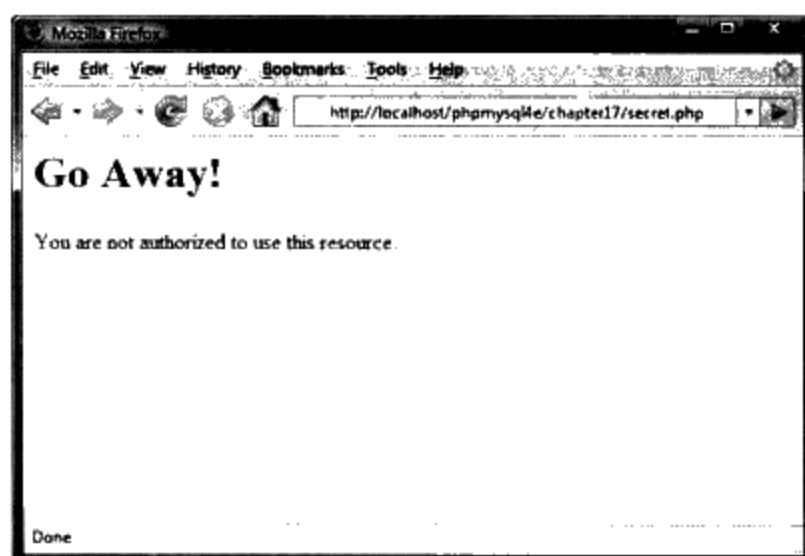 Mozilla Firefox
File Edit View History Bookmarks Tools Help
http://localhost/phpmysql4e/chapter17/secret.php
Go Away!
You are not authorized to use this resource.
Done